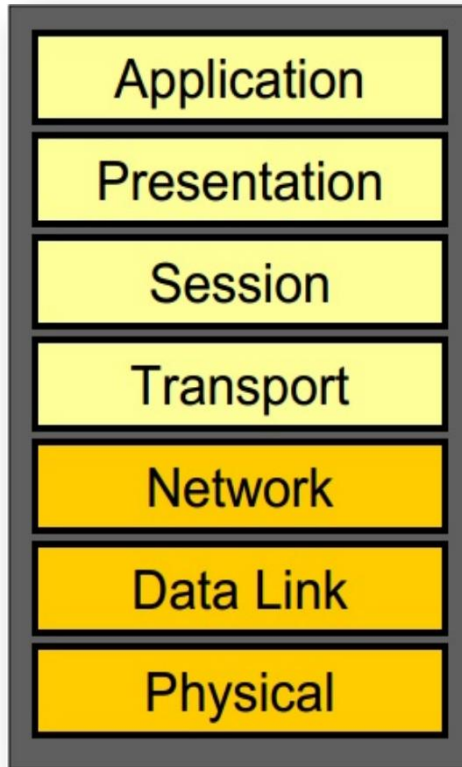 Application
Presentation
Session
Transport
Network
Data Link
Physical